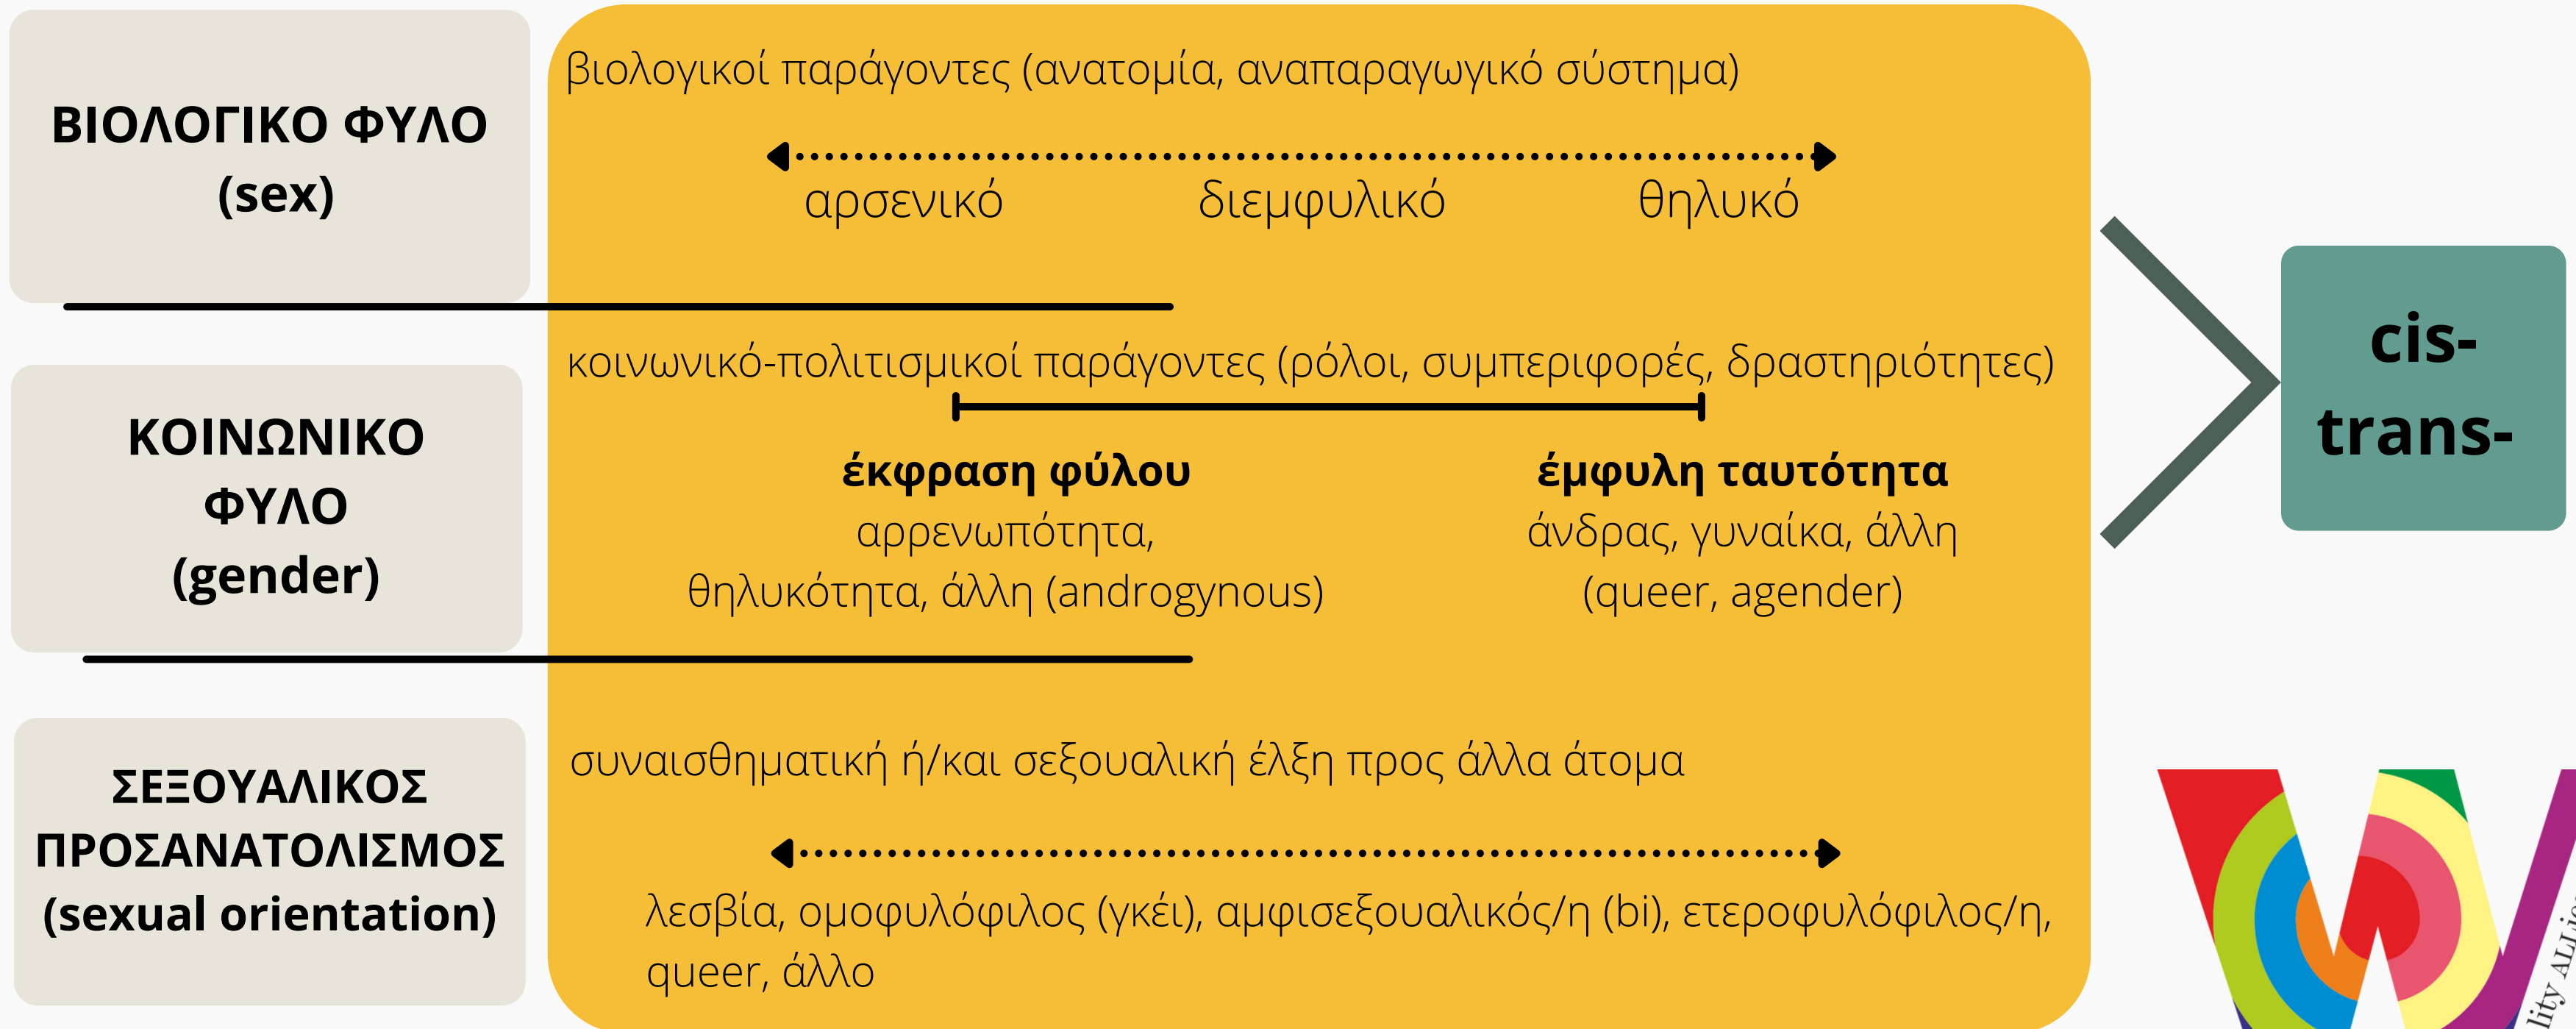 ΒΙΟΛΟΓΙΚΟ ΦΥΛΟ
(sex)
βιολογικοί παράγοντες (ανατομία, αναπαραγωγικό σύστημα)
αρσενικό διεμφυλικό θηλυκό
ΚΟΙΝΩΝΙΚΟ
ΦΥΛΟ
(gender)
κοινωνικό-πολιτισμικοί παράγοντες (ρόλοι, συμπεριφορές, δραστηριότητες)
έκφραση φύλου
αρρενωπότητα,
θηλυκότητα, άλλη (androgynous)
έμφυλη ταυτότητα
άνδρας, γυναίκα, άλλη
(queer, agender)
cis-
trans-
ΣΕΞΟΥΑΛΙΚΟΣ
ΠΡΟΣΑΝΑΤΟΛΙΣΜΟΣ
(sexual orientation)
συναισθηματική ή/και σεξουαλική έλξη προς άλλα άτομα
λεσβία, ομοφυλόφιλος (γκέι), αμφισεξουαλικός/η (bi), ετεροφυλόφιλος/η,
queer, άλλο